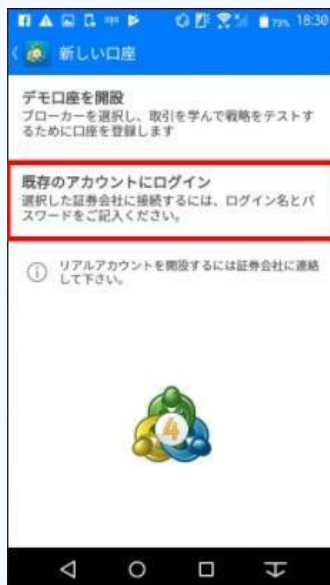 73% 18:30
新しい口座
デモ口座を開設
ブローカーを選択し、取引を学んで戦略をテストす
るために口座を登録します
既存のアカウントにログイン
選択した証券会社に接続するには、ログイン名とパ
スワードをご記入ください。
リアルアカウントを開設するには証券会社に連絡
して下さい。
4